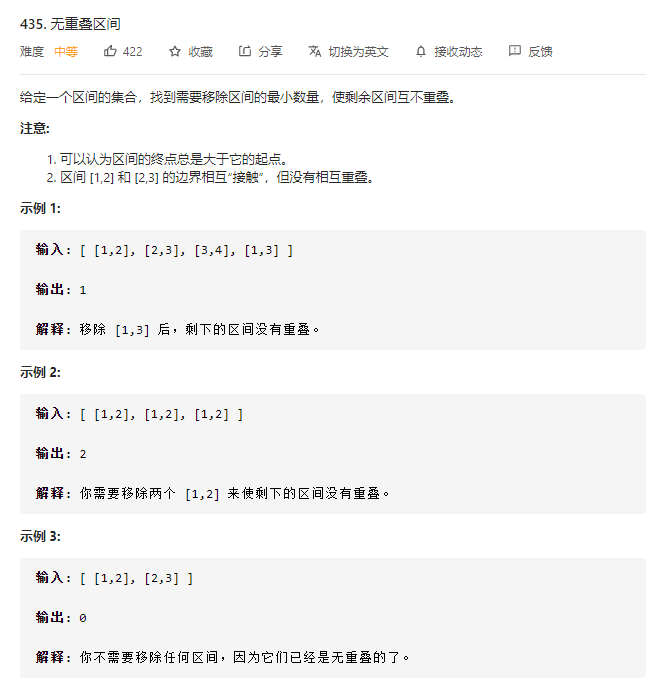 435. 无重叠区间
难度 中等 422 收藏 分享 切换为英文 接收动态 反馈
给定一个区间的集合，找到需要移除区间的最小数量，使剩余区间互不重叠。
注意:
1. 可以认为区间的终点总是大于它的起点。
2. 区间 [1,2] 和 [2,3] 的边界相互“接触”，但没有相互重叠。
示例 1:
输入: [ [1,2], [2,3], [3,4], [1,3] ]
输出: 1
解释: 移除 [1,3] 后，剩下的区间没有重叠。
示例 2:
输入: [ [1,2], [1,2], [1,2] ]
输出: 2
解释: 你需要移除两个 [1,2] 来使剩下的区间没有重叠。
示例 3:
输入: [ [1,2], [2,3] ]
输出: 0
解释: 你不需要移除任何区间，因为它们已经是无重叠的了。